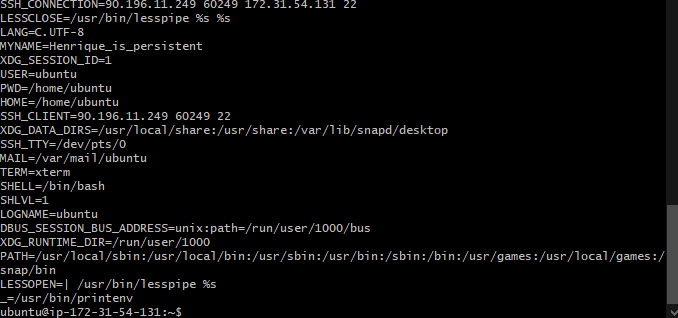 SSH_CONNECTION=90.196.11.249 60249 172.31.54.131 22
LESSCLOSE=/usr/bin/lesspipe %s %s
LANG=C.UTF-8
MYNAME=Henrique_is_persistent
XDG_SESSION_ID=1
USER=ubuntu
PWD=/home/ubuntu
HOME=/home/ubuntu
SSH_CLIENT=90.196.11.249 60249 22
XDG_DATA_DIRS=/usr/local/share:/usr/share:/var/lib/snapd/desktop
SSH_TTY=/dev/pts/0
MAIL=/var/mail/ubuntu
TERM=xterm
SHELL=/bin/bash
SHLVL=1
LOGNAME=ubuntu
DBUS_SESSION_BUS_ADDRESS=unix:path=/run/user/1000/bus
XDG_RUNTIME_DIR=/run/user/1000
PATH=/usr/local/sbin:/usr/local/bin:/usr/sbin:/usr/bin:/sbin:/bin:/usr/games:/usr/local/games:/
snap/bin
LESSOPEN=| /usr/bin/lesspipe %s
_=/usr/bin/printenv
ubuntu@ip-172-31-54-131:~$